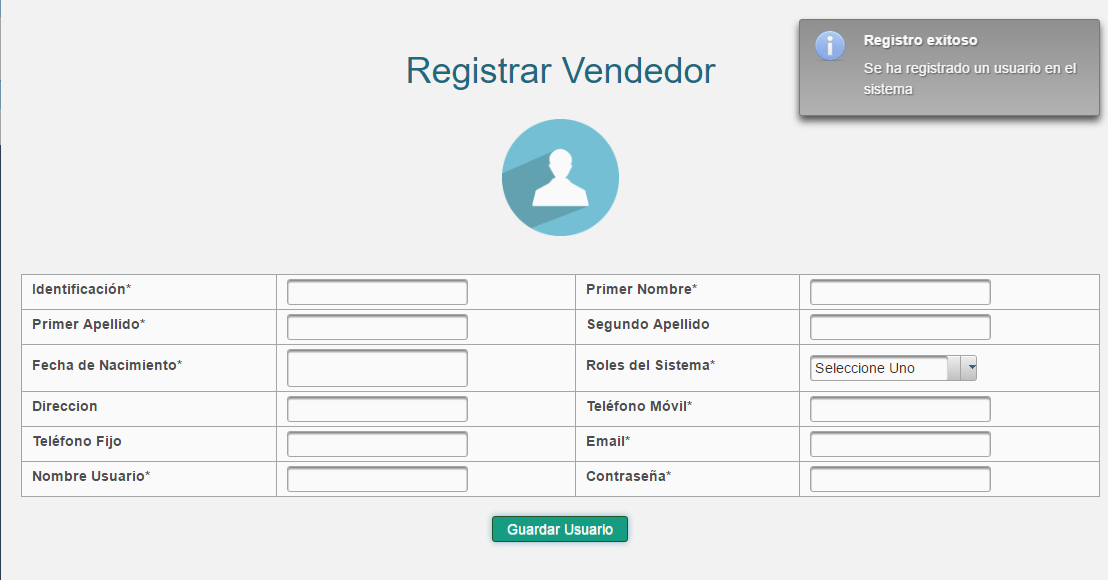 Registro exitoso
Se ha registrado un usuario en el
sistema
Registrar Vendedor
Identificación*
Primer Nombre*
Primer Apellido*
Segundo Apellido
Fecha de Nacimiento*
Roles del Sistema*
Seleccione Uno
Direccion
Teléfono Móvil*
Teléfono Fijo
Email*
Nombre Usuario*
Contraseña*
Guardar Usuario